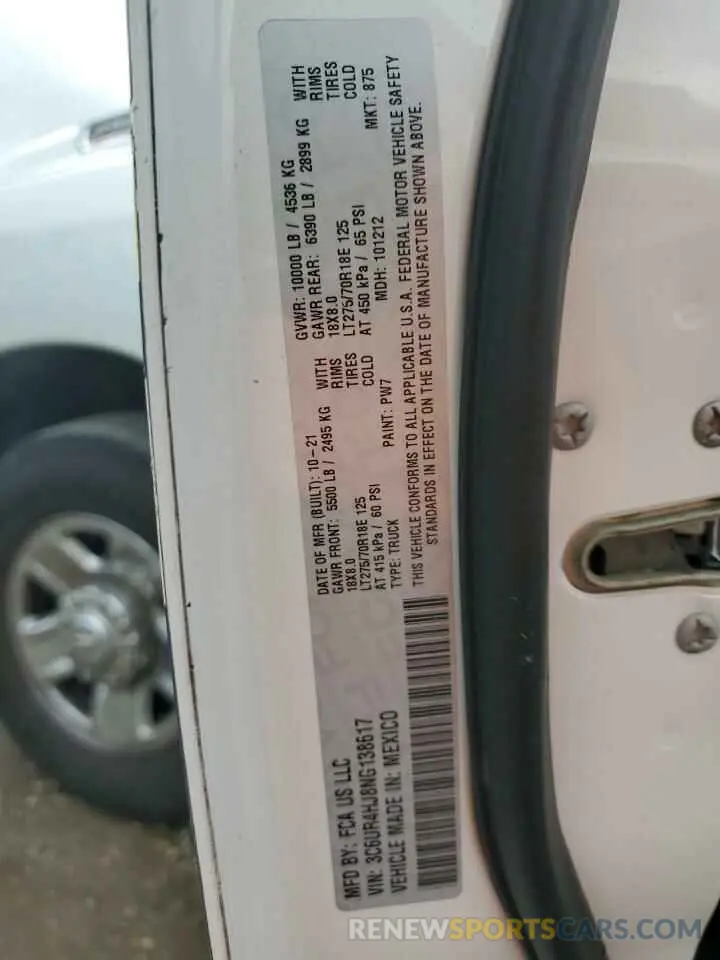 MFD BY: FCA US LLC
VIN: 3C6UR4HJ8NG138617
VEHICLE MADE IN: MEXICO
DATE OF MFR (BUILT): 10-21
GVWR: 10000 LB / 4536 KG
GAWR FRONT: 5500 LB / 2495 KG WITH
GAWR REAR: 6390 LB / 2899 KG WITH
18X8.0 RIMS
18X8.0 RIMS
LT275/70R18E 125 TIRES
LT275/70R18E 125 TIRES
AT 415 kPa / 60 PSI COLD
AT 450 kPa / 65 PSI COLD
TYPE: TRUCK PAINT: PW7 MDH: 101212 MKT: 875
THIS VEHICLE CONFORMS TO ALL APPLICABLE U.S.A. FEDERAL MOTOR VEHICLE SAFETY
STANDARDS IN EFFECT ON THE DATE OF MANUFACTURE SHOWN ABOVE.
RENEWSPORTSCARS.COM